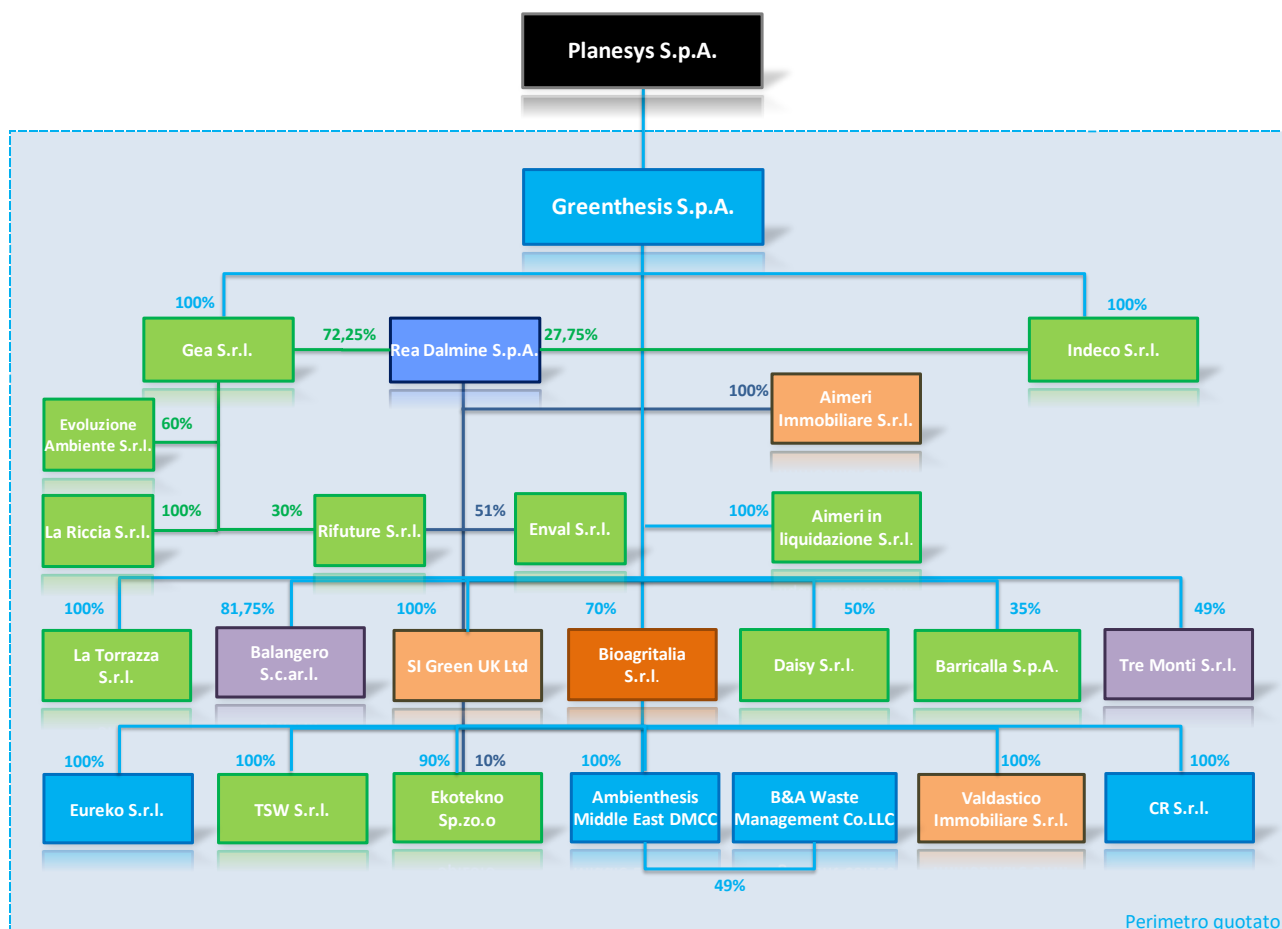 Planesys S.p.A.
Greenthesis S.p.A.
100%
100%
72,25%
27,75%
Gea S.r.l.
Rea Dalmine S.p.A.
Indeco S.r.l.
100%
Aimeri
Immobiliare S.r.l.
Evoluzione
Ambiente S.r.l.
60%
La Riccia S.r.l.
100%
30%
Rifuture S.r.l.
51%
Enval S.r.l.
100%
Aimeri in
liquidazione S.r.l.
100%
81,75%
100%
70%
50%
35%
49%
La Torrazza
S.r.l.
Balangero
S.c.ar.l.
SI Green UK Ltd
Bioagritalia
S.r.l.
Daisy S.r.l.
Barricalla S.p.A.
Tre Monti S.r.l.
100%
100%
90%
10%
100%
100%
100%
Eureko S.r.l.
TSW S.r.l.
Ekotekno
Sp.zo.o
Ambienthesis
Middle East DMCC
B&A Waste
Management Co.LLC
Valdastico
Immobiliare S.r.l.
CR S.r.l.
49%
Perimetro quotato